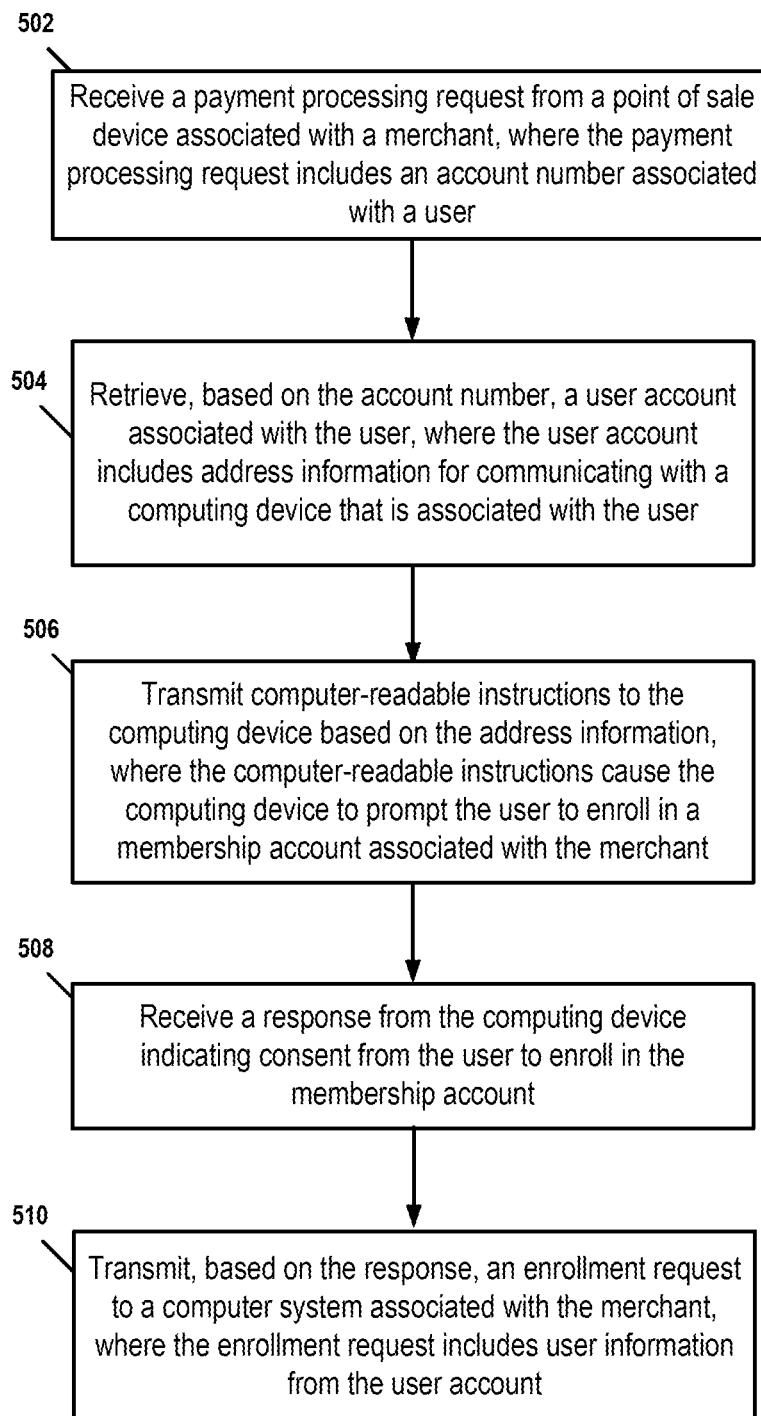 502
Receive a payment processing request from a point of sale
device associated with a merchant, where the payment
processing request includes an account number associated
with a user
504
Retrieve, based on the account number, a user account
associated with the user, where the user account
includes address information for communicating with a
computing device that is associated with the user
506
Transmit computer-readable instructions to the
computing device based on the address information,
where the computer-readable instructions cause the
computing device to prompt the user to enroll in a
membership account associated with the merchant
508
Receive a response from the computing device
indicating consent from the user to enroll in the
membership account
510
Transmit, based on the response, an enrollment request
to a computer system associated with the merchant,
where the enrollment request includes user information
from the user account